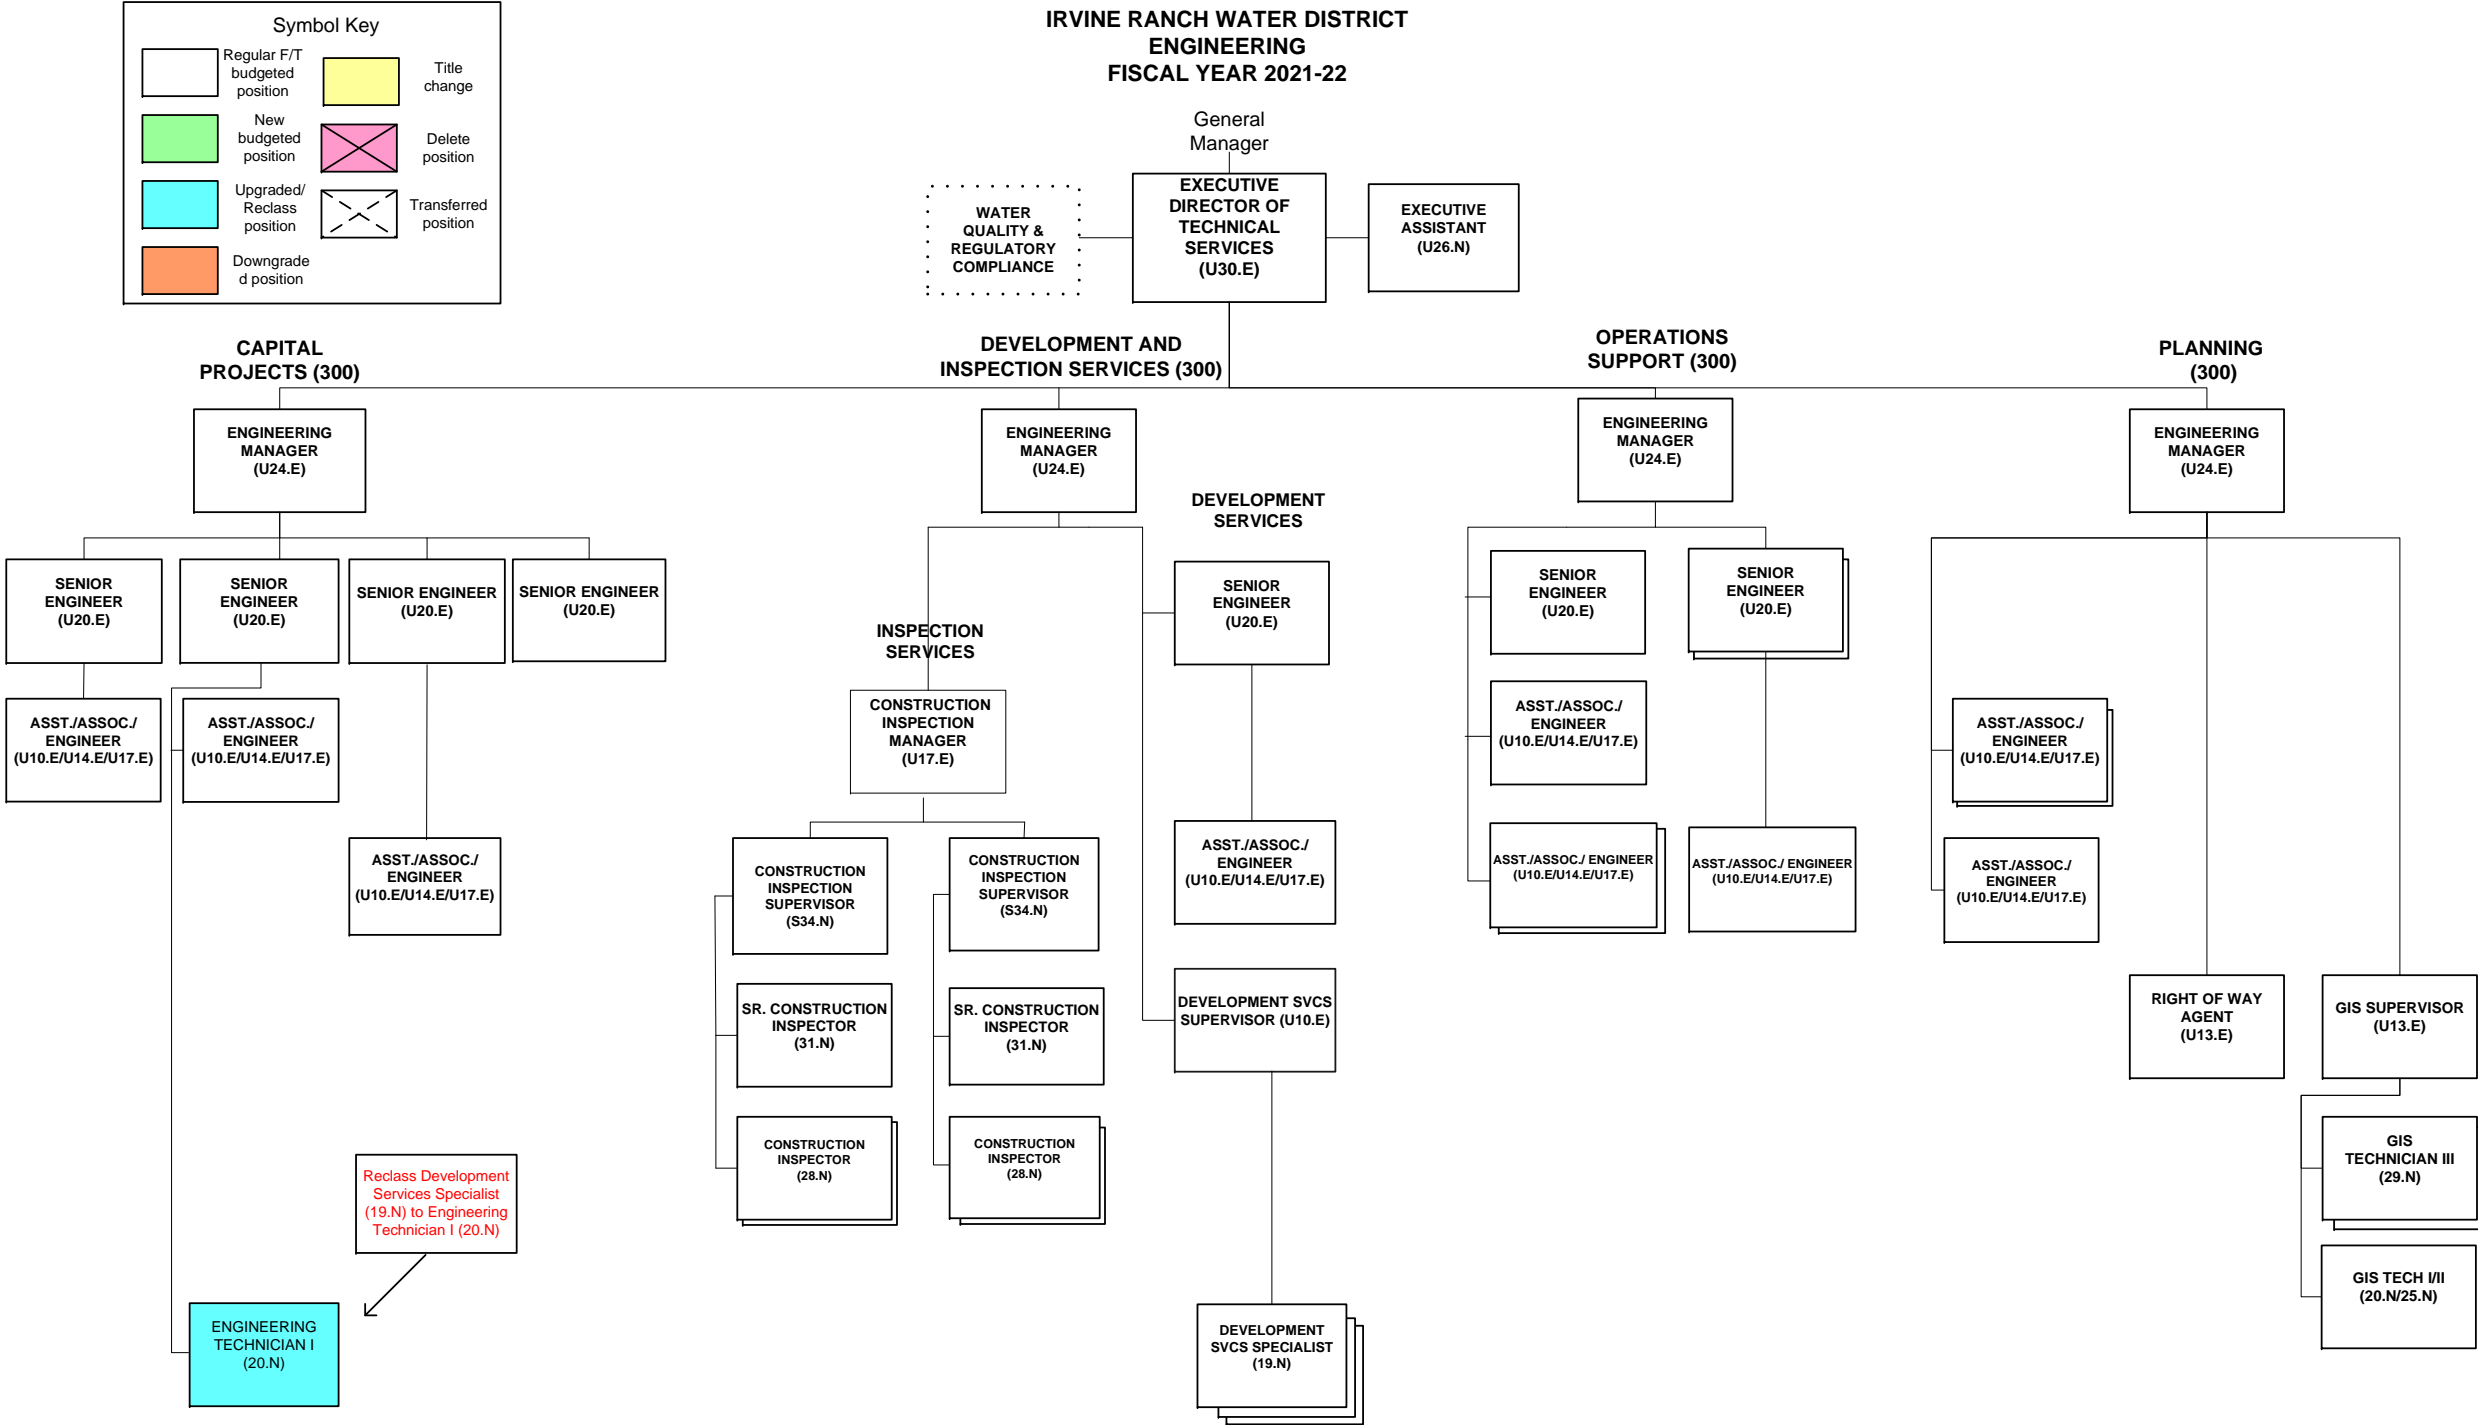 IRVINE RANCH WATER DISTRICT
ENGINEERING
FISCAL YEAR 2021-22
Symbol Key
Regular F/T
budgeted
position
Title
change
New
budgeted
position
Delete
position
Upgraded/
Reclass
position
Transferred
position
Downgrade
d position
General
Manager
WATER
QUALITY &
REGULATORY
COMPLIANCE
EXECUTIVE
DIRECTOR OF
TECHNICAL
SERVICES
(U30.E)
EXECUTIVE
ASSISTANT
(U26.N)
CAPITAL
PROJECTS (300)
DEVELOPMENT AND
INSPECTION SERVICES (300)
OPERATIONS
SUPPORT (300)
PLANNING
(300)
ENGINEERING
MANAGER
(U24.E)
ENGINEERING
MANAGER
(U24.E)
ENGINEERING
MANAGER
(U24.E)
ENGINEERING
MANAGER
(U24.E)
SENIOR
ENGINEER
(U20.E)
SENIOR
ENGINEER
(U20.E)
SENIOR ENGINEER
(U20.E)
SENIOR ENGINEER
(U20.E)
ASST./ASSOC./
ENGINEER
(U10.E/U14.E/U17.E)
ASST./ASSOC./
ENGINEER
(U10.E/U14.E/U17.E)
ASST./ASSOC./
ENGINEER
(U10.E/U14.E/U17.E)
Reclass Development
Services Specialist
(19.N) to Engineering
Technician I (20.N)
ENGINEERING
TECHNICIAN I
(20.N)
INSPECTION
SERVICES
CONSTRUCTION
INSPECTION
MANAGER
(U17.E)
CONSTRUCTION
INSPECTION
SUPERVISOR
(S34.N)
CONSTRUCTION
INSPECTION
SUPERVISOR
(S34.N)
SR. CONSTRUCTION
INSPECTOR
(31.N)
SR. CONSTRUCTION
INSPECTOR
(31.N)
CONSTRUCTION
INSPECTOR
(28.N)
CONSTRUCTION
INSPECTOR
(28.N)
DEVELOPMENT
SERVICES
SENIOR
ENGINEER
(U20.E)
ASST./ASSOC./
ENGINEER
(U10.E/U14.E/U17.E)
DEVELOPMENT SVCS
SUPERVISOR (U10.E)
DEVELOPMENT
SVCS SPECIALIST
(19.N)
SENIOR
ENGINEER
(U20.E)
SENIOR
ENGINEER
(U20.E)
ASST./ASSOC./
ENGINEER
(U10.E/U14.E/U17.E)
ASST./ASSOC./ ENGINEER
(U10.E/U14.E/U17.E)
ASST./ASSOC./ ENGINEER
(U10.E/U14.E/U17.E)
ASST./ASSOC./
ENGINEER
(U10.E/U14.E/U17.E)
ASST./ASSOC./
ENGINEER
(U10.E/U14.E/U17.E)
RIGHT OF WAY
AGENT
(U13.E)
GIS SUPERVISOR
(U13.E)
GIS
TECHNICIAN III
(29.N)
GIS TECH I/II
(20.N/25.N)